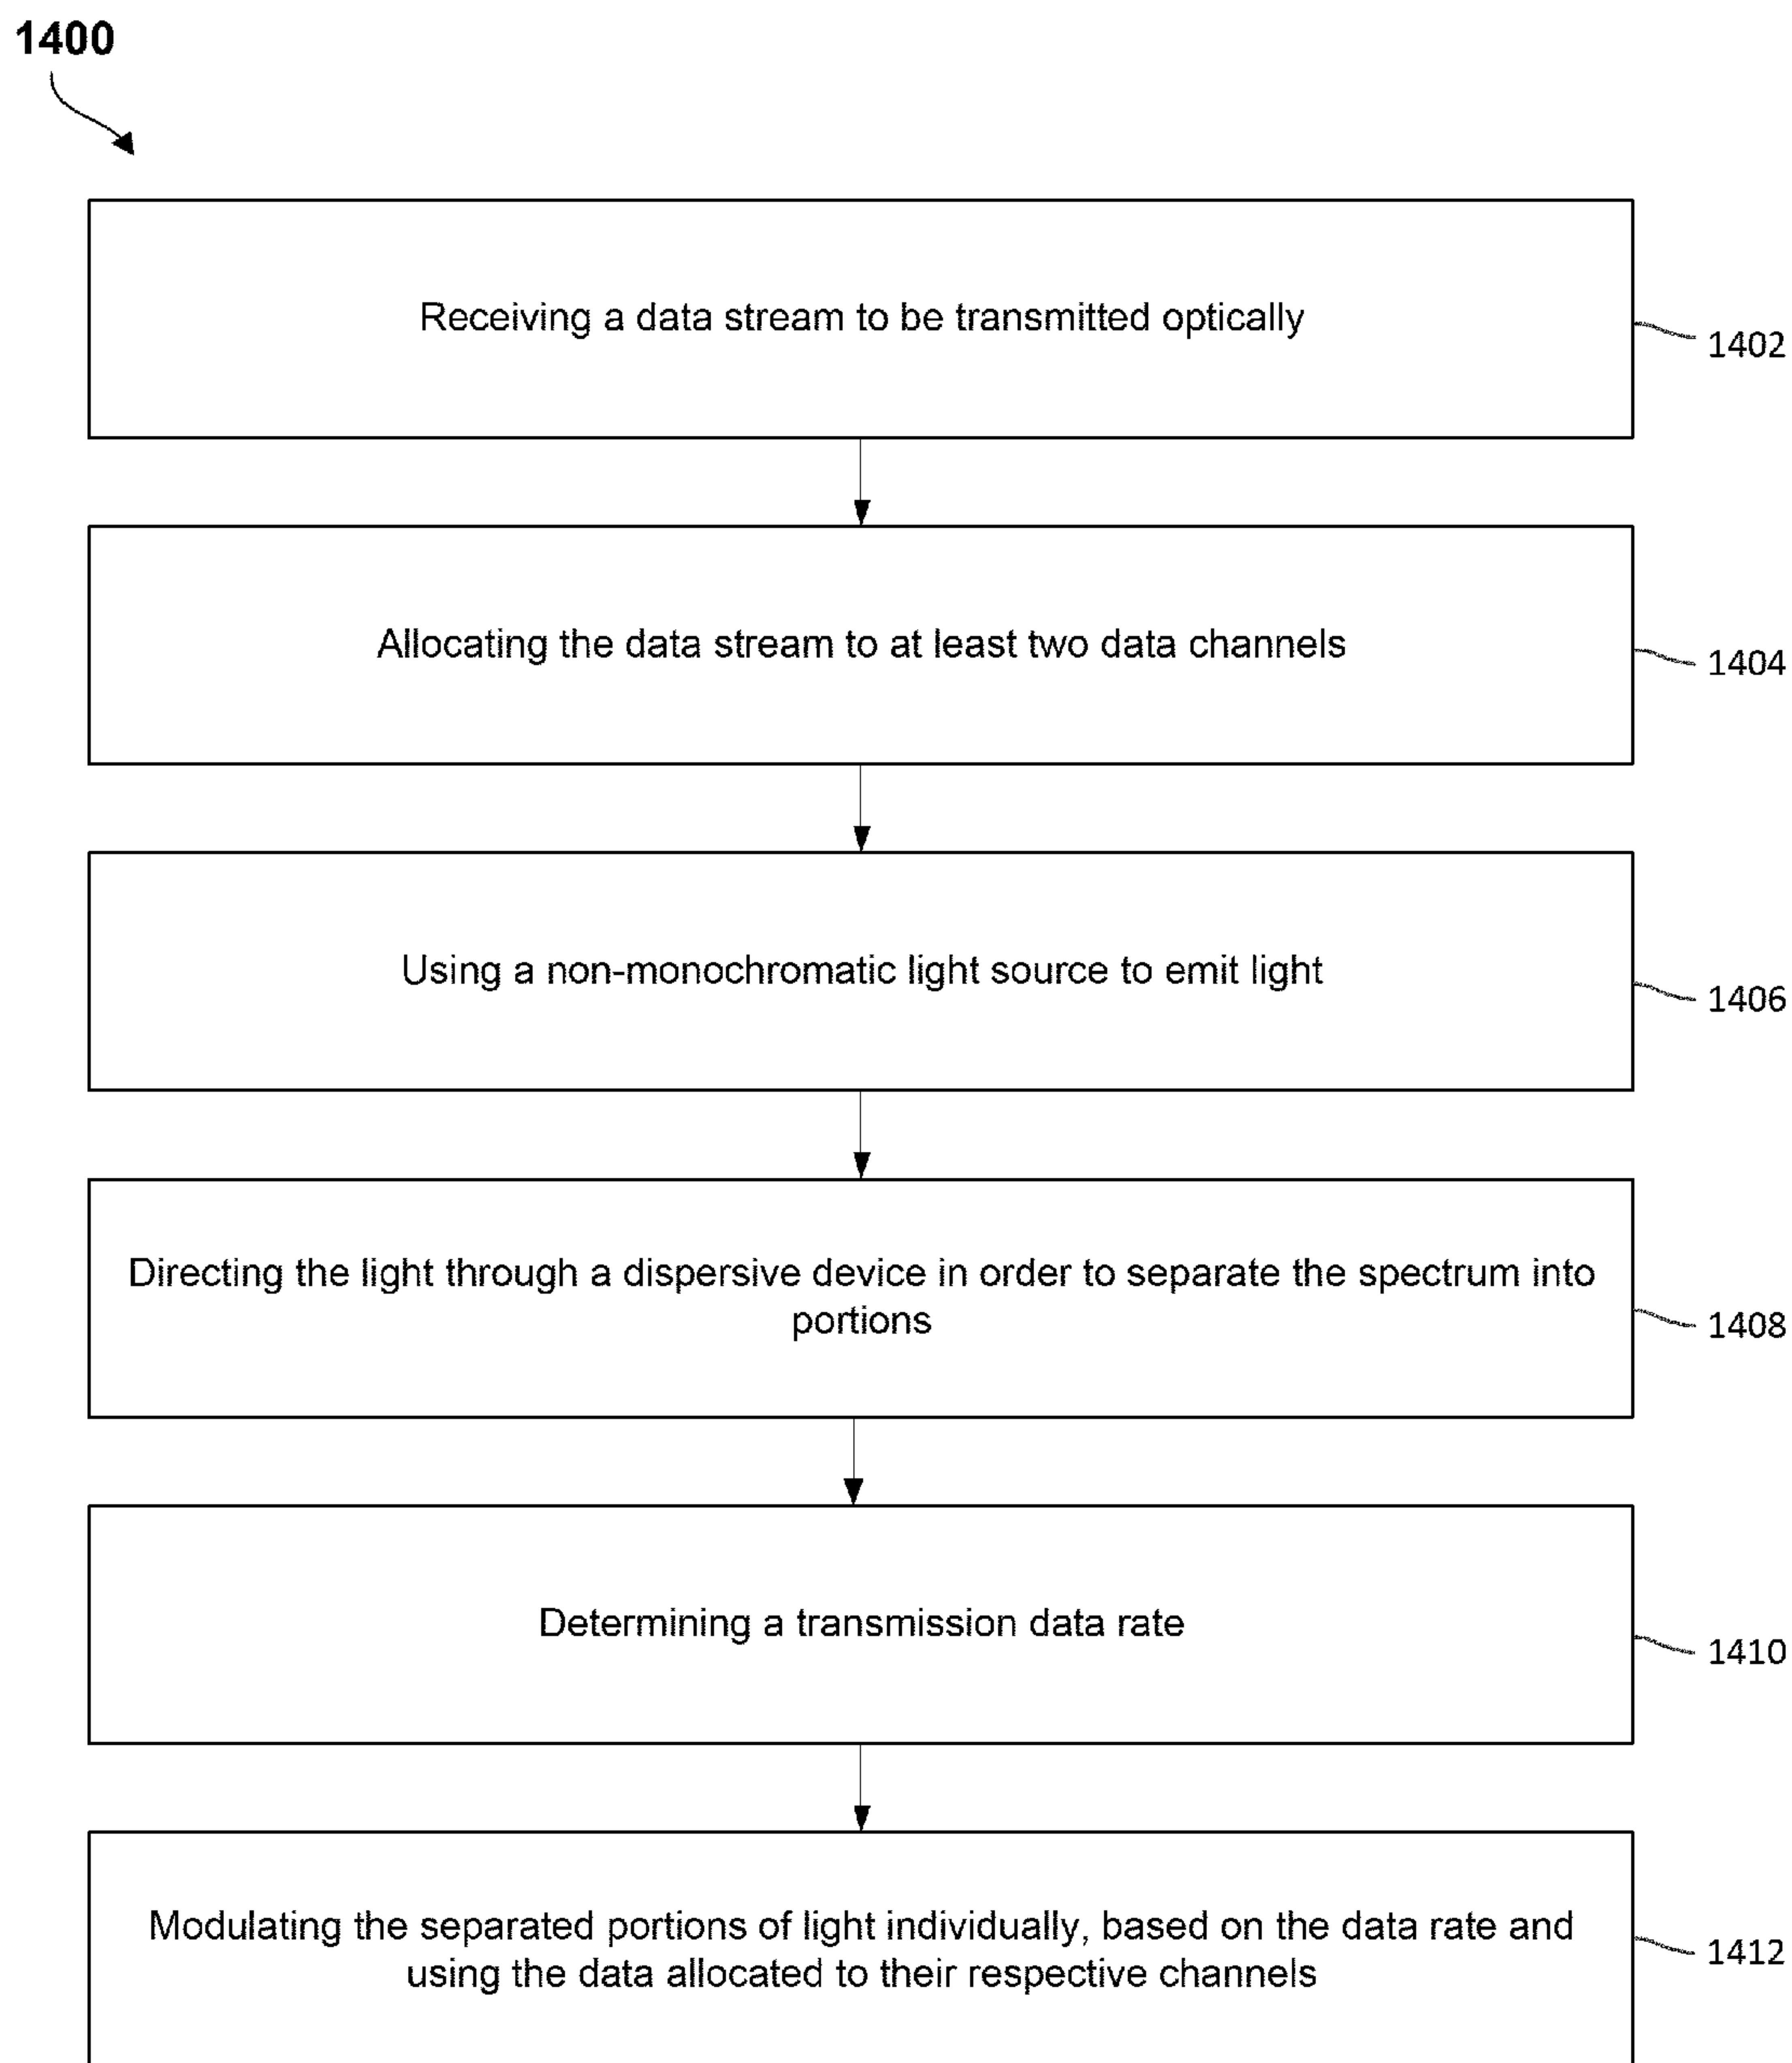 1400
Receiving a data stream to be transmitted optically
1402
Allocating the data stream to at least two data channels
1404
Using a non-monochromatic light source to emit light
1406
Directing the light through a dispersive device in order to separate the spectrum into
portions
1408
Determining a transmission data rate
1410
Modulating the separated portions of light individually, based on the data rate and
using the data allocated to their respective channels
1412